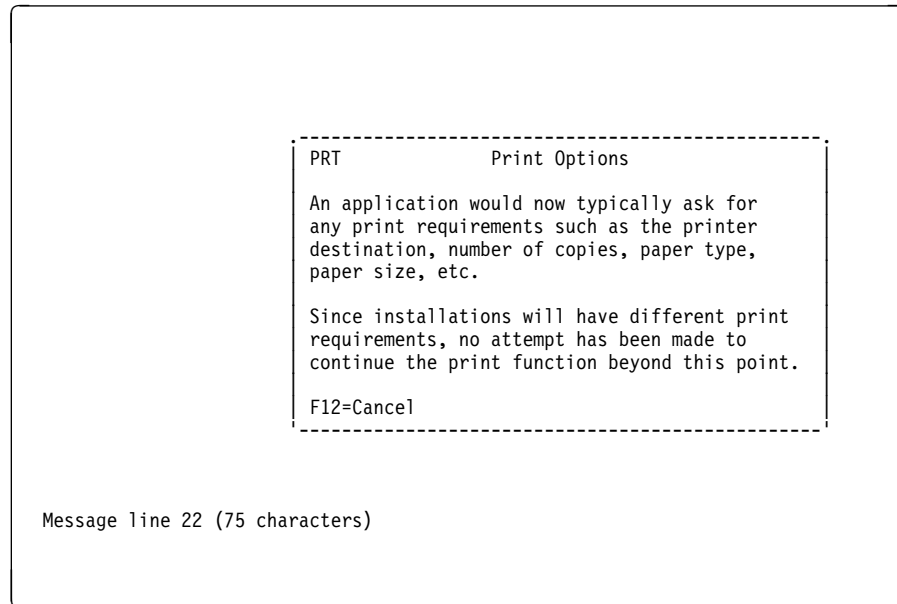 PRT Print Options
An application would now typically ask for
any print requirements such as the printer
destination, number of copies, paper type,
paper size, etc.
Since installations will have different print
requirements, no attempt has been made to
continue the print function beyond this point.
F12=Cancel
Message line 22 (75 characters)